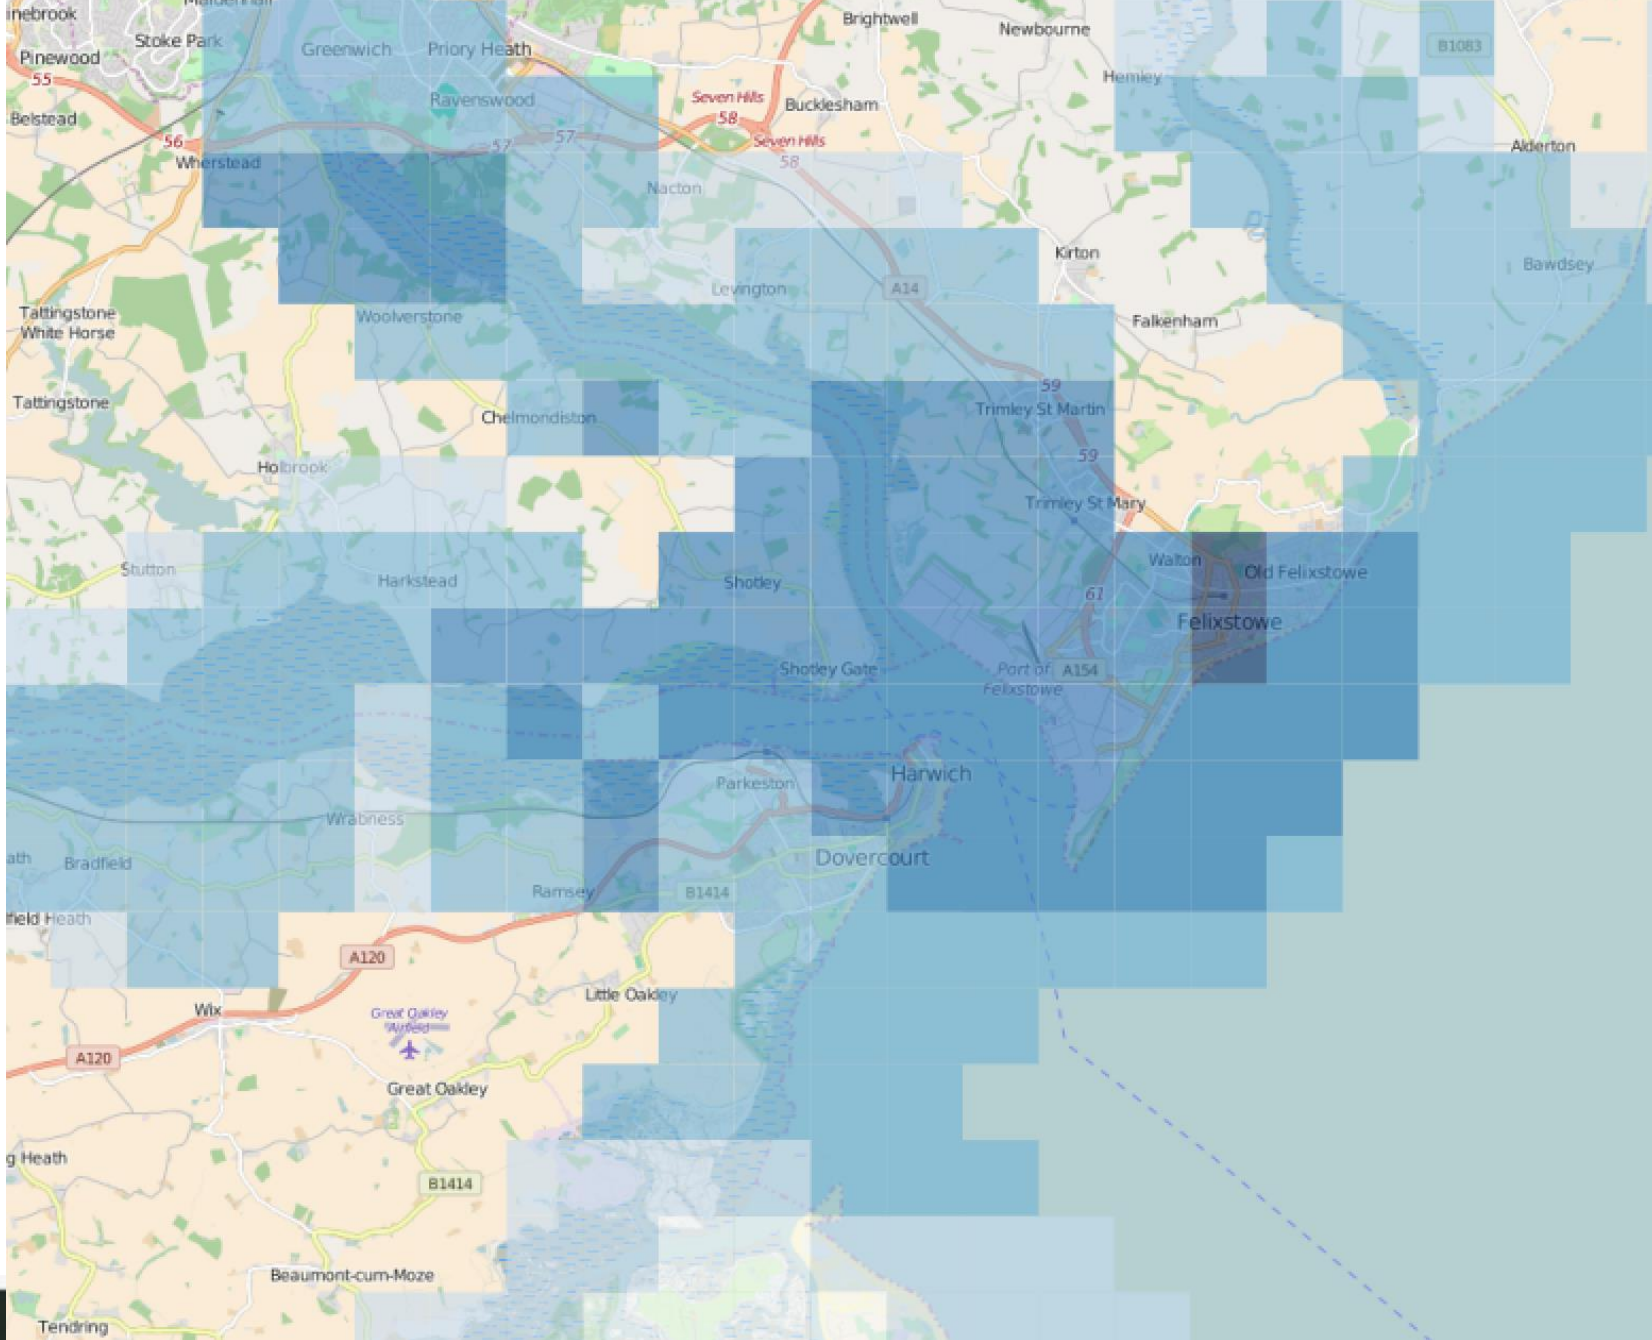 inebrook
Stoke Park
Greenwich
Priory Heath
Brightwell
Newbourne
B1083
Pinewood
55
Hemley
Belstead
Ravenswood
Seven Hills
58
Bucklesham
56
57
57
Seven Hills
58
Alderton
Wherstead
Nacton
Kirton
Bawdsey
Levington
A14
Tattingstone
White Horse
Woolverstone
Falkenham
59
Tattingstone
Chelmondiston
Trimley St Martin
59
Holbrook
Trimley St Mary
Stutton
Harkstead
Shotley
Walton
Old Felixstowe
61
Felixstowe
Shotley Gate
Port of
Felixstowe
A154
Parkeston
Harwich
Wrabness
ath
Bradfield
Dovercourt
Ramsey
B1414
lfield Heath
A120
Little Oakley
Wix
Great Oakley
Airfield
A120
Great Oakley
g Heath
B1414
Beaumont-cum-Moze
Tendring